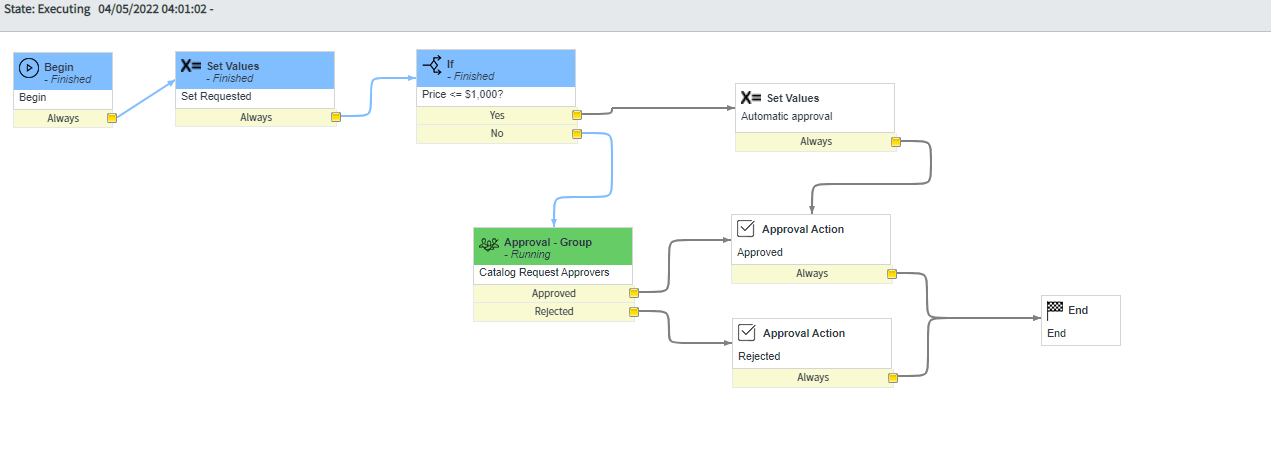 State: Executing 04/05/2022 04:01:02 -
Begin
- Finished
Begin
Always
Set Values
- Finished
Set Requested
Always
If
- Finished
Price <= $1,000?
Yes
No
Set Values
Automatic approval
Always
Approval - Group
- Running
Catalog Request Approvers
Approved
Rejected
Approval Action
Approved
Always
Approval Action
Rejected
Always
End
End